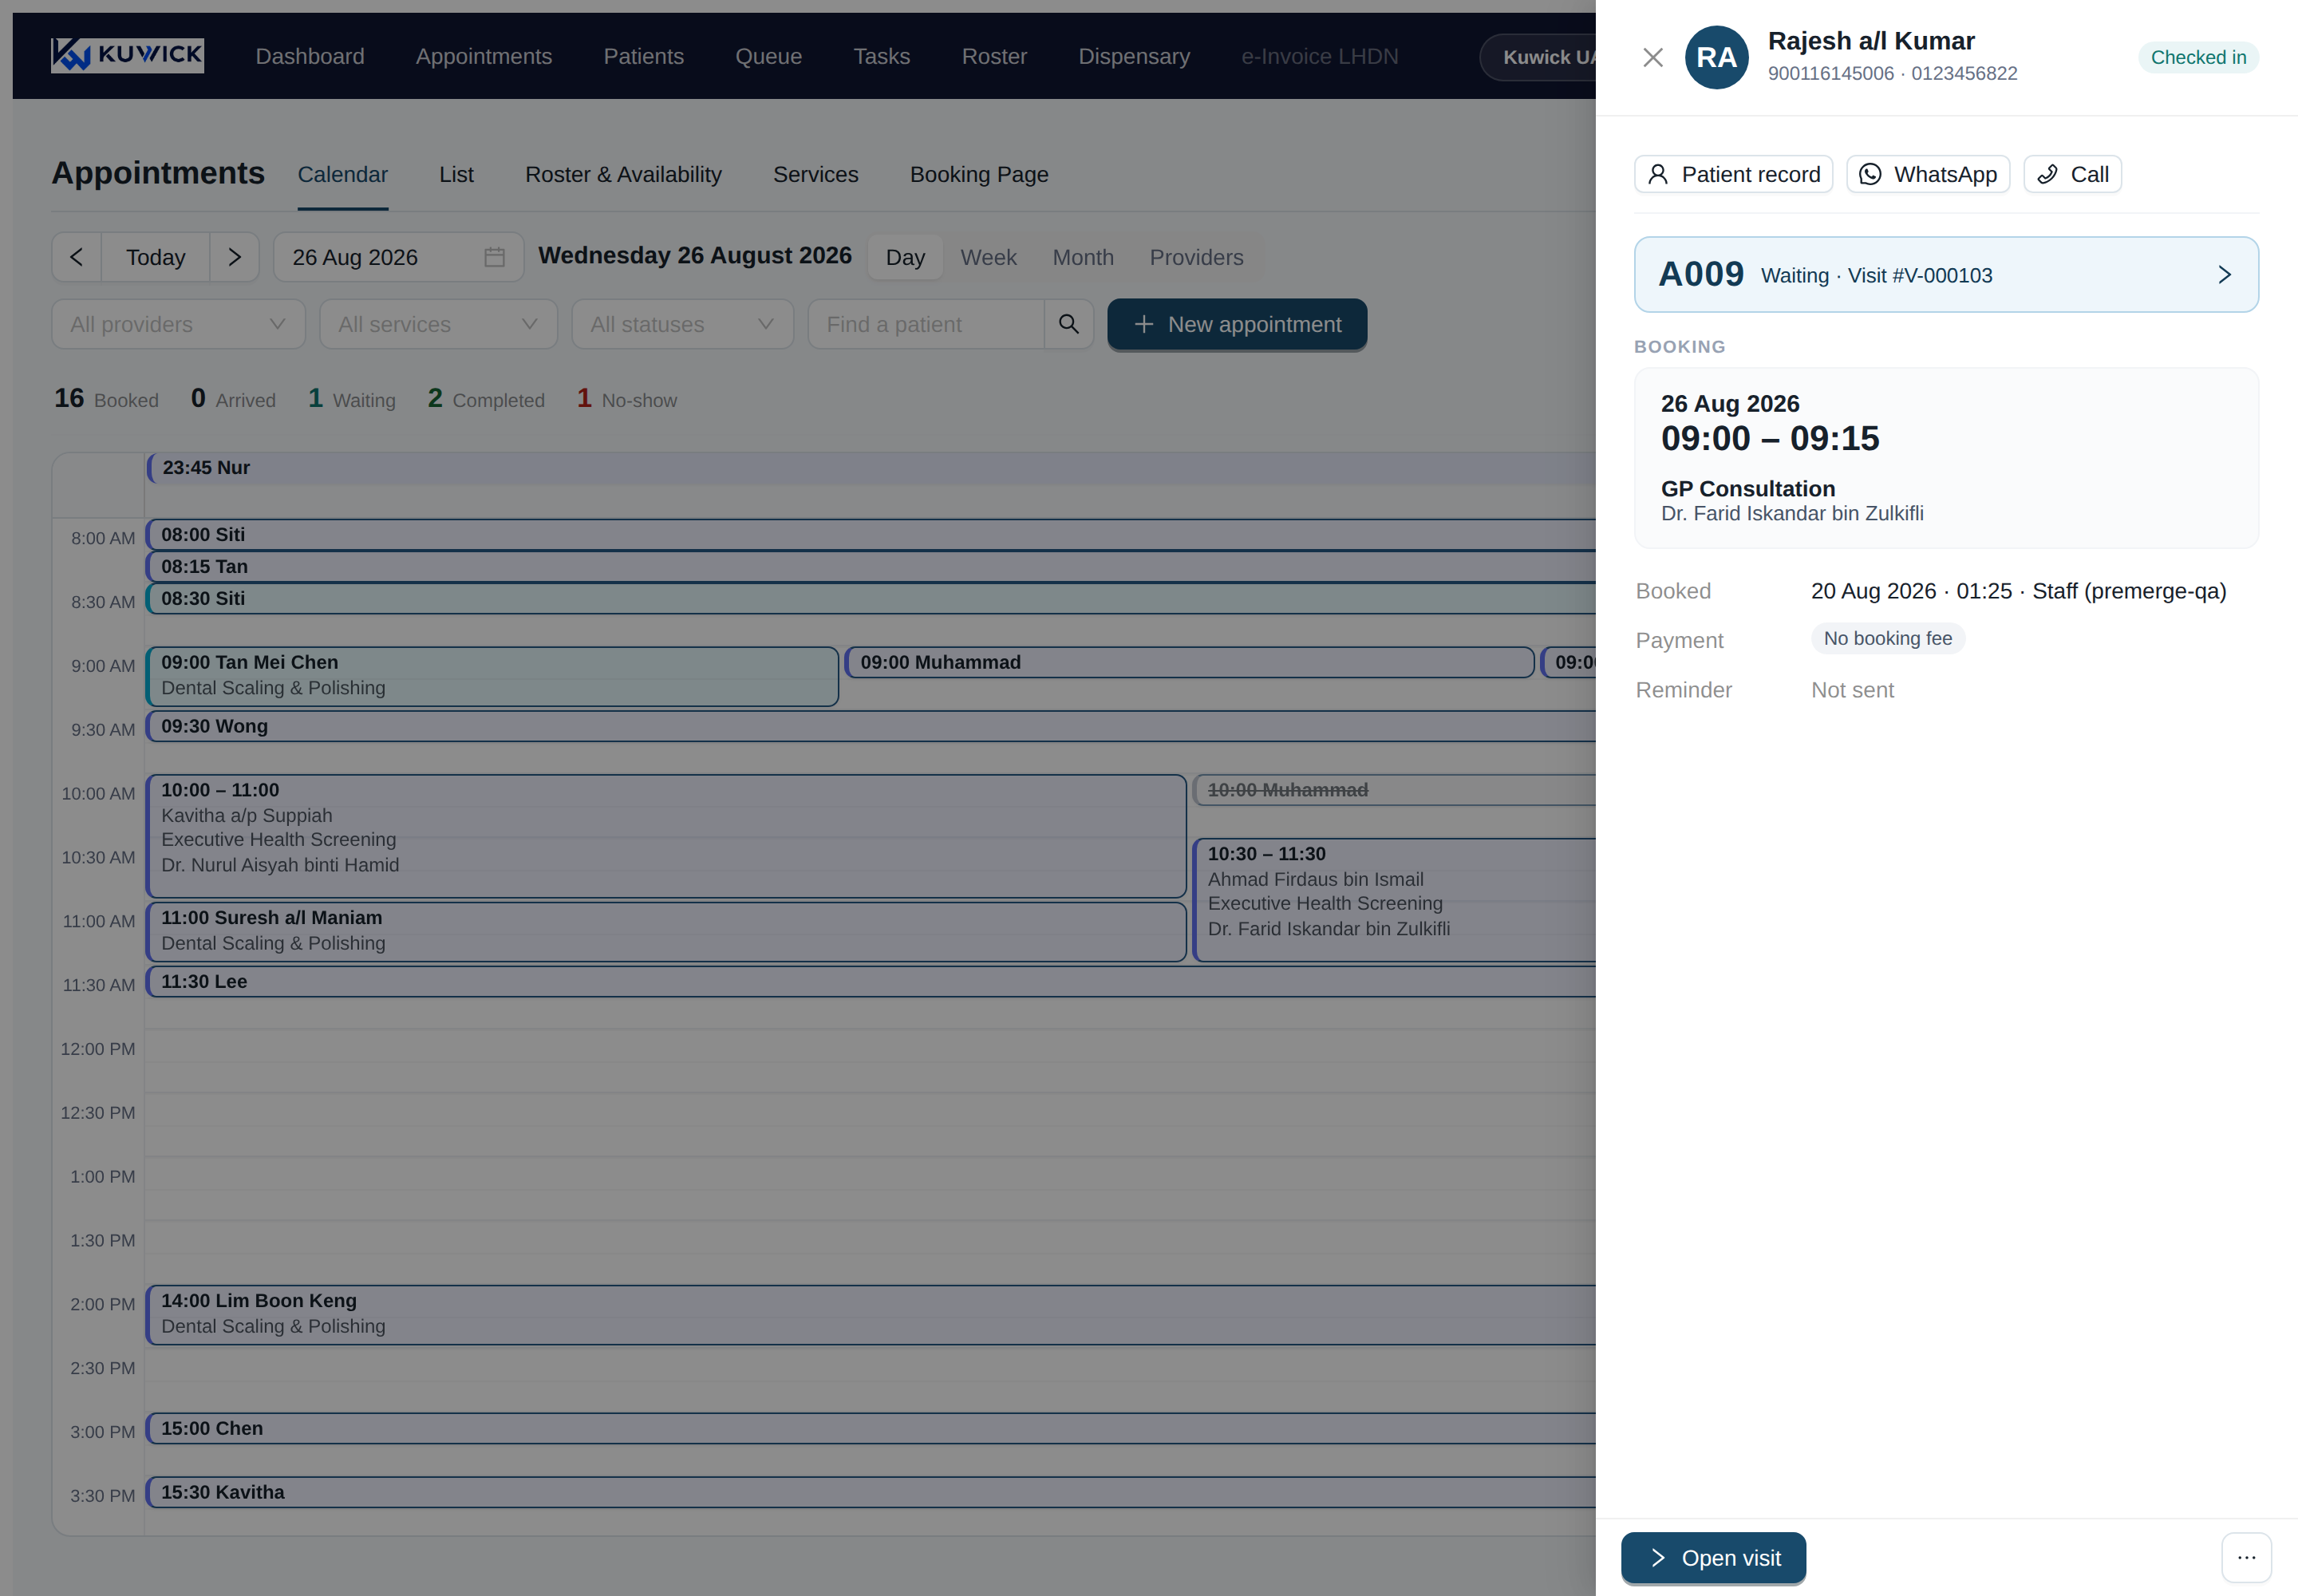 KUWICK Dashboard Appointments Patients Queue Tasks Roster Dispensary e-Invoice LHDN Kuwick
Appointments Calendar List Roster & Availability Services Booking Page
Today 26 Aug 2026 Wednesday 26 August 2026 Day Week Month Providers
All providers All services All statuses Find a patient New appointment
16 Booked 0 Arrived 1 Waiting 2 Completed 1 No-show
23:45 Nur
8:00 AM 08:00 Siti
08:15 Tan
8:30 AM 08:30 Siti
9:00 AM 09:00 Tan Mei Chen 09:00 Muhammad
Dental Scaling & Polishing
9:30 AM 09:30 Wong
10:00 AM 10:00 – 11:00 10:00 Muhammad
Kavitha a/p Suppiah
Executive Health Screening
10:30 AM Dr. Nurul Aisyah binti Hamid 10:30 – 11:30
Ahmad Firdaus bin Ismail
Executive Health Screening
11:00 AM 11:00 Suresh a/l Maniam Dr. Farid Iskandar bin Zulkifli
Dental Scaling & Polishing
11:30 AM 11:30 Lee
12:00 PM
12:30 PM
1:00 PM
1:30 PM
2:00 PM 14:00 Lim Boon Keng
Dental Scaling & Polishing
2:30 PM
3:00 PM 15:00 Chen
3:30 PM 15:30 Kavitha
RA Rajesh a/l Kumar Checked in
900116145006 · 0123456822
Patient record WhatsApp Call
A009 Waiting · Visit #V-000103
BOOKING
26 Aug 2026
09:00 – 09:15
GP Consultation
Dr. Farid Iskandar bin Zulkifli
Booked 20 Aug 2026 · 01:25 · Staff (premerge-qa)
Payment No booking fee
Reminder Not sent
Open visit